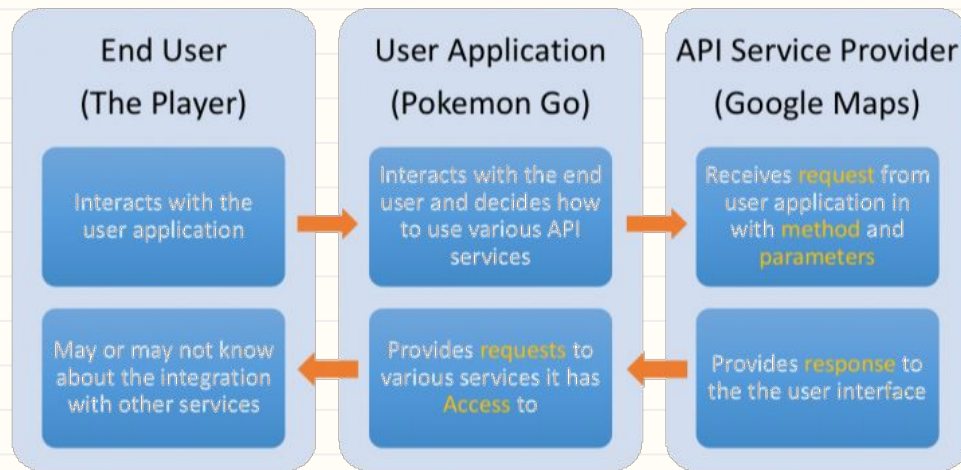 End User
(The Player)
Interacts with the
user application
May or may not know
about the integration
with other services
User Application
(Pokemon Go)
Interacts with the end
user and decides how
to use various API
services
Provides requests to
various services it has
Access to
API Service Provider
(Google Maps)
Receives request from
user application in
with method and
parameters
Provides response to
the the user interface